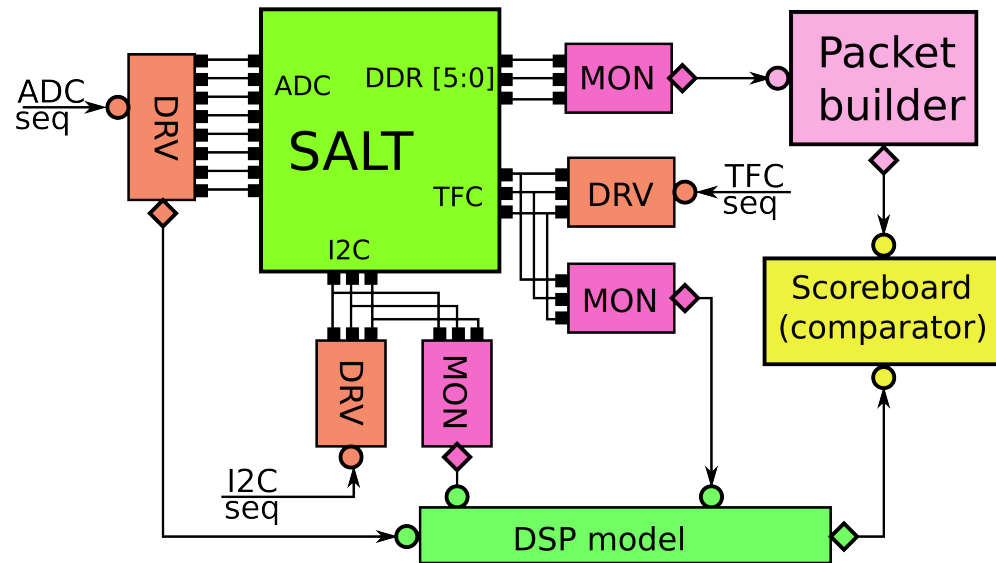 ADC
seq
DRV
ADC
DDR [5:0]
SALT
TFC
I2C
MON
Packet
builder
DRV
TFC
seq
MON
Scoreboard
(comparator)
DRV
MON
I2C
seq
DSP model